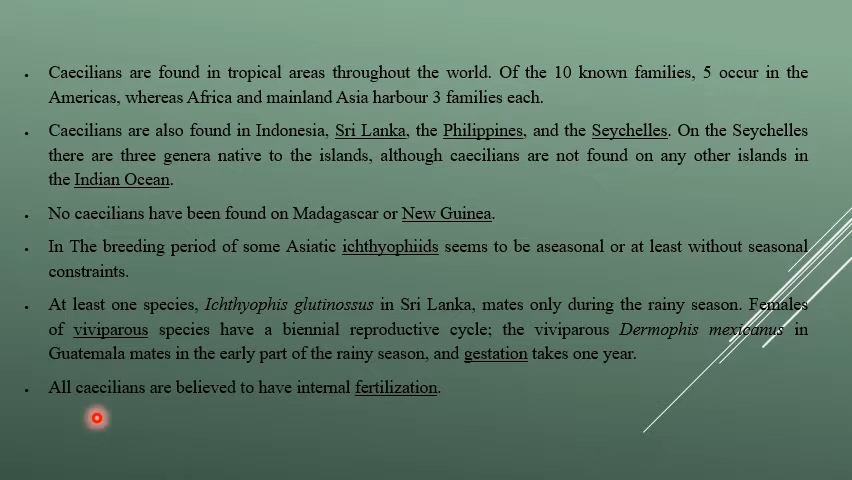 Caecilians are found in tropical areas throughout the world. Of the 10 known families, 5 occur in the
Americas, whereas Africa and mainland Asia harbour 3 families each.
Caecilians are also found in Indonesia, Sri Lanka, the Philippines, and the Seychelles. On the Seychelles
there are three genera native to the islands, although caecilians are not found on any other islands in
the Indian Ocean.
No caecilians have been found on Madagascar or New Guinea.
In The breeding period of some Asiatic ichthyophiids seems to be aseasonal or at least without seasonal
constraints.
At least one species, Ichthyophis glutinossus in Sri Lanka, mates only during the rainy season. Females
of viviparous species have a biennial reproductive cycle; the viviparous Dermophis mexicanus in
Guatemala mates in the early part of the rainy season, and gestation takes one year.
All caecilians are believed to have internal fertilization.